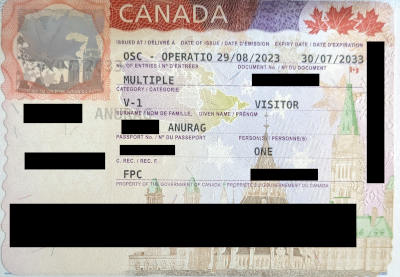 CANADA
ISSUED AT / DÉLIVRÉ À DATE OF ISSUE / DATE D'ÉMISSION EXPIRY DATE / DATE D'EXPIRATION
OSC - OPERATIO 29/08/2023 30/07/2033
No. OF ENTRIES / Nº D'ENTRÉES DOCUMENT No. / Nº DU DOCUMENT
MULTIPLE
CATEGORY / CATÉGORIE
V-1 VISITOR
SURNAME / NOM DE FAMILLE, GIVEN NAME / PRÉNOM
ANURAG
PASSPORT No. / Nº DU PASSEPORT PERSON(S) / PERSONNE(S)
ONE
C. REC. / REC. F.
FPC
PROPERTY OF THE GOVERNMENT OF CANADA / PROPRIÉTÉ DU GOUVERNEMENT DU CANADA